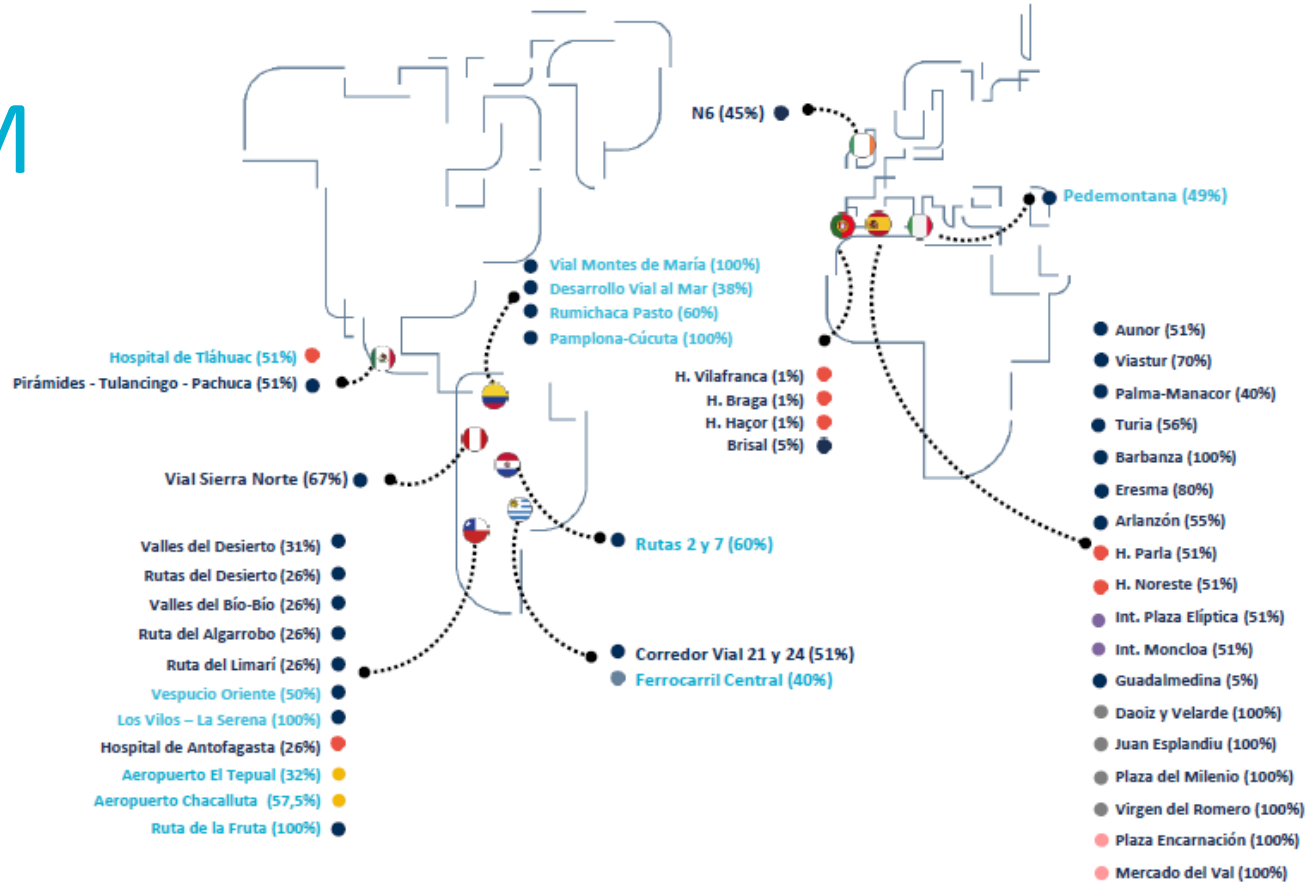 M
N6 (45%)
Pedemontana (49%)
Vial Montes de María (100%)
Desarrollo Vial al Mar (38%)
Rumichaca Pasto (60%)
Pamplona-Cúcuta (100%)
Hospital de Tláhuac (51%)
Pirámides - Tulancingo - Pachuca (51%)
H. Vilafranca (1%)
H. Braga (1%)
H. Haçor (1%)
Brisal (5%)
Vial Sierra Norte (67%)
Rutas 2 y 7 (60%)
Corredor Vial 21 y 24 (51%)
Ferrocarril Central (40%)
Valles del Desierto (31%)
Rutas del Desierto (26%)
Valles del Bío-Bío (26%)
Ruta del Algarrobo (26%)
Ruta del Limarí (26%)
Vespucio Oriente (50%)
Los Vilos – La Serena (100%)
Hospital de Antofagasta (26%)
Aeropuerto El Tepual (32%)
Aeropuerto Chacalluta (57,5%)
Ruta de la Fruta (100%)
Aunor (51%)
Viastur (70%)
Palma-Manacor (40%)
Turia (56%)
Barbanza (100%)
Eresma (80%)
Arlanzón (55%)
H. Parla (51%)
H. Noreste (51%)
Int. Plaza Elíptica (51%)
Int. Moncloa (51%)
Guadalmedina (5%)
Daoiz y Velarde (100%)
Juan Esplandiu (100%)
Plaza del Milenio (100%)
Virgen del Romero (100%)
Plaza Encarnación (100%)
Mercado del Val (100%)